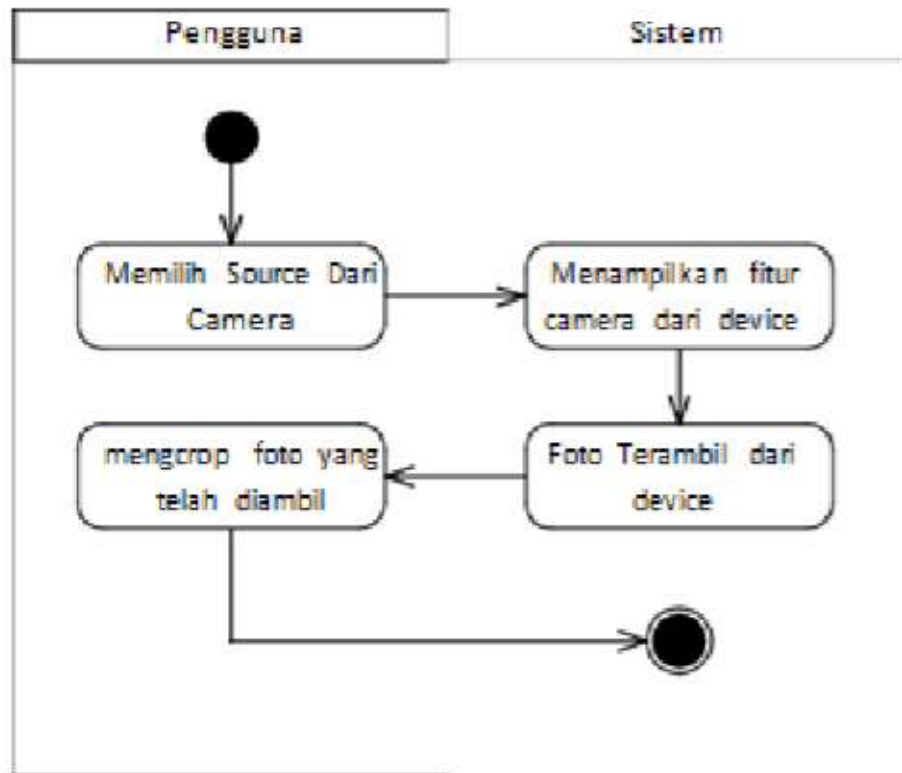 Pengguna
Sistem
Memilih Source Dari
Camera
Menampilkan fitur
camera dari device
Foto Terambil dari
device
mengcrop foto yang
telah diambil